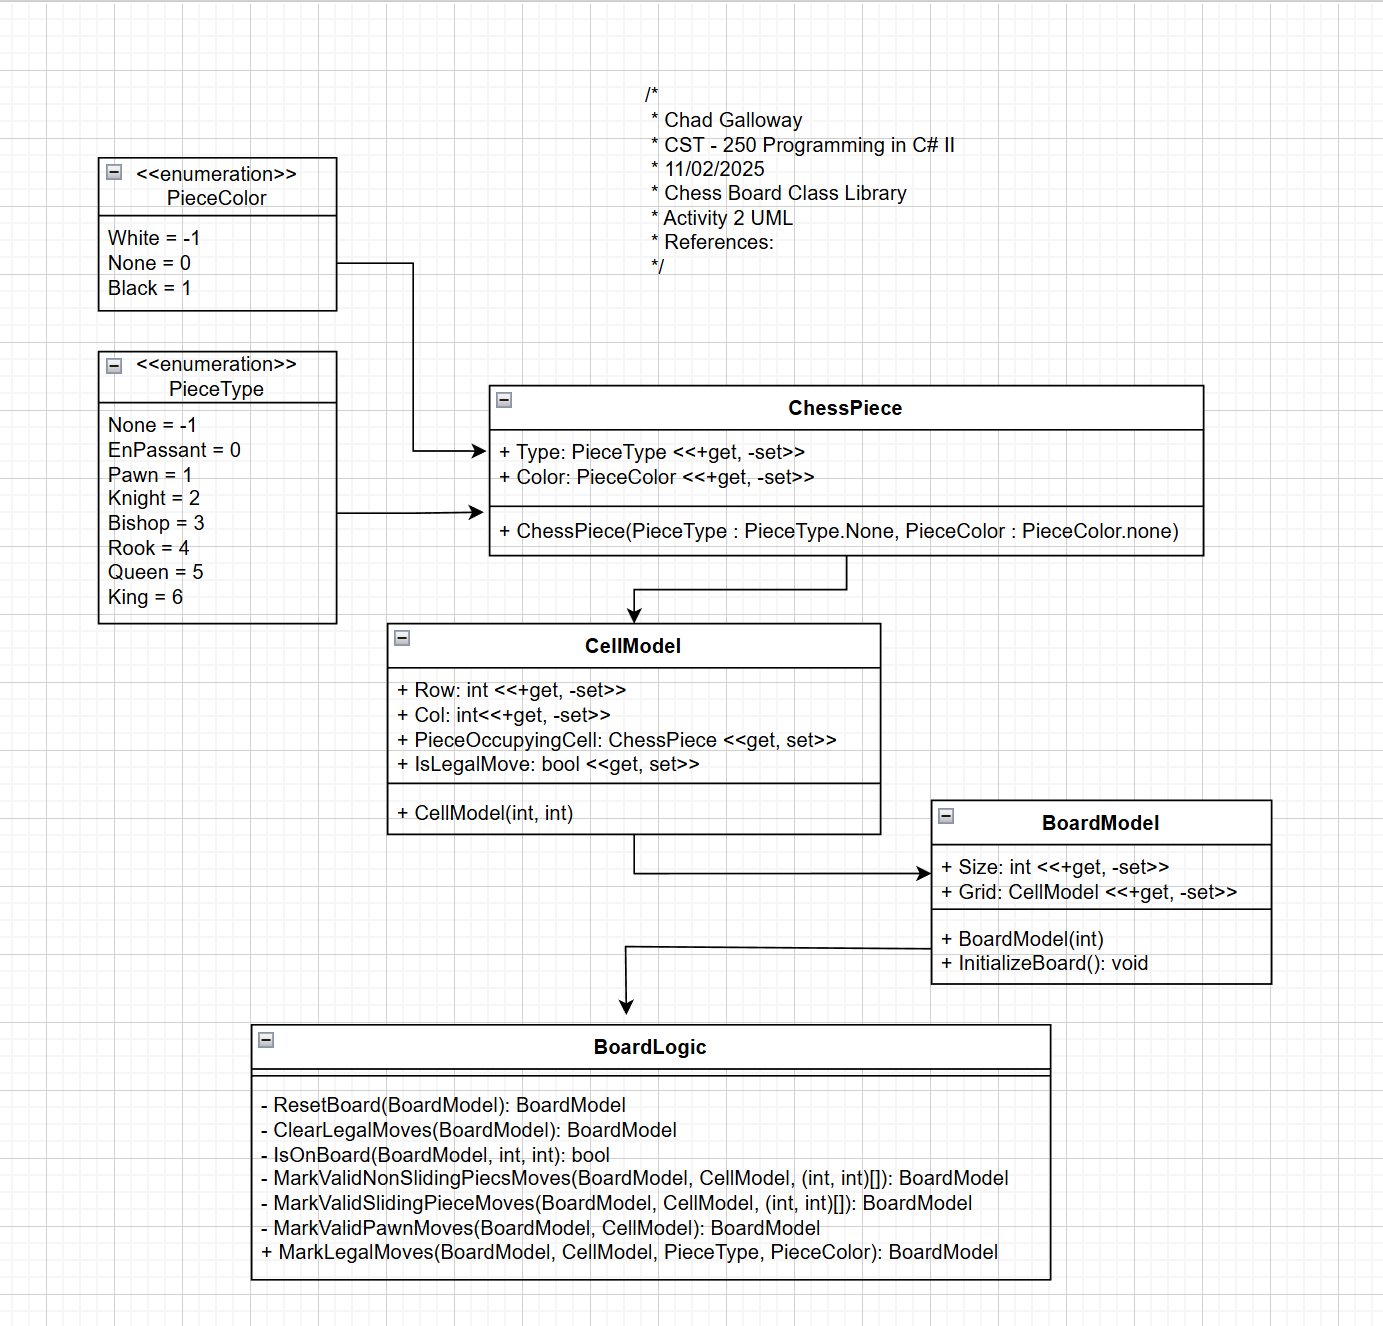 /*
* Chad Galloway
* CST - 250 Programming in C# II
* 11/02/2025
* Chess Board Class Library
* Activity 2 UML
* References:
*/
<<enumeration>>
PieceColor
White = -1
None = 0
Black = 1
<<enumeration>>
PieceType
None = -1
EnPassant = 0
Pawn = 1
Knight = 2
Bishop = 3
Rook = 4
Queen = 5
King = 6
ChessPiece
+ Type: PieceType <<+get, -set>>
+ Color: PieceColor <<+get, -set>>
+ ChessPiece(PieceType : PieceType.None, PieceColor : PieceColor.none)
CellModel
+ Row: int <<+get, -set>>
+ Col: int<<+get, -set>>
+ PieceOccupyingCell: ChessPiece <<get, set>>
+ IsLegalMove: bool <<get, set>>
+ CellModel(int, int)
BoardModel
+ Size: int <<+get, -set>>
+ Grid: CellModel <<+get, -set>>
+ BoardModel(int)
+ InitializeBoard(): void
BoardLogic
- ResetBoard(BoardModel): BoardModel
- ClearLegalMoves(BoardModel): BoardModel
- IsOnBoard(BoardModel, int, int): bool
- MarkValidNonSlidingPiecsMoves(BoardModel, CellModel, (int, int)[]): BoardModel
- MarkValidSlidingPieceMoves(BoardModel, CellModel, (int, int)[]): BoardModel
- MarkValidPawnMoves(BoardModel, CellModel): BoardModel
+ MarkLegalMoves(BoardModel, CellModel, PieceType, PieceColor): BoardModel